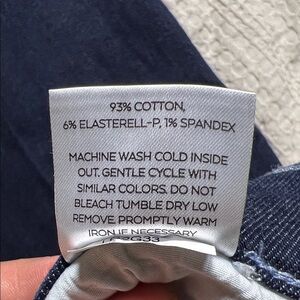 93% COTTON,
6% ELASTERELL-P, 1% SPANDEX
MACHINE WASH COLD INSIDE
OUT. GENTLE CYCLE WITH
SIMILAR COLORS. DO NOT
BLEACH TUMBLE DRY LOW
REMOVE PROMPTLY WARM
IRON IF NECESSARY